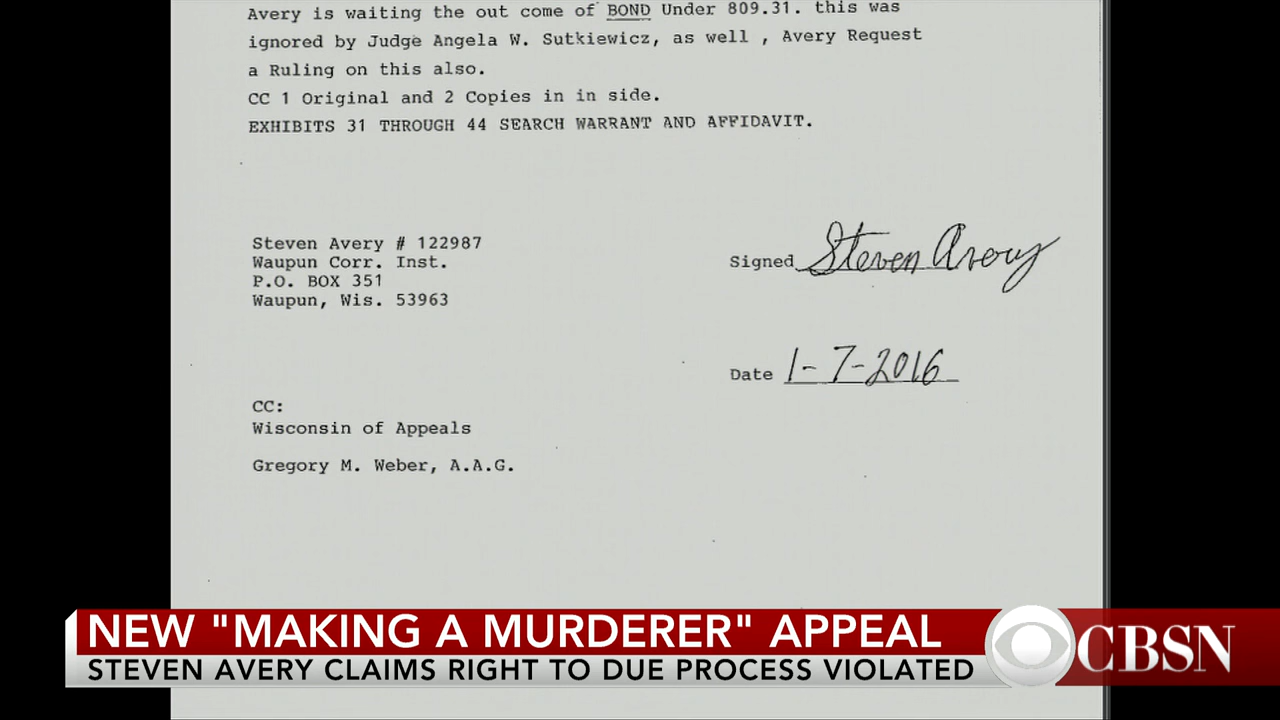 Avery is waiting the out come of BOND Under 809.31. this was
ignored by Judge Angela W. Sutkiewicz, as well , Avery Request
a Ruling on this also.
CC 1 Original and 2 Copies in in side.
EXHIBITS 31 THROUGH 44 SEARCH WARRANT AND AFFIDAVIT.
Steven Avery # 122987
Waupun Corr. Inst.
P.O. BOX 351
Waupun, Wis. 53963
Signed Steven Avery
Date 1-7-2016
CC:
Wisconsin of Appeals
Gregory M. Weber, A.A.G.
NEW "MAKING A MURDERER" APPEAL
STEVEN AVERY CLAIMS RIGHT TO DUE PROCESS VIOLATED
CBSN